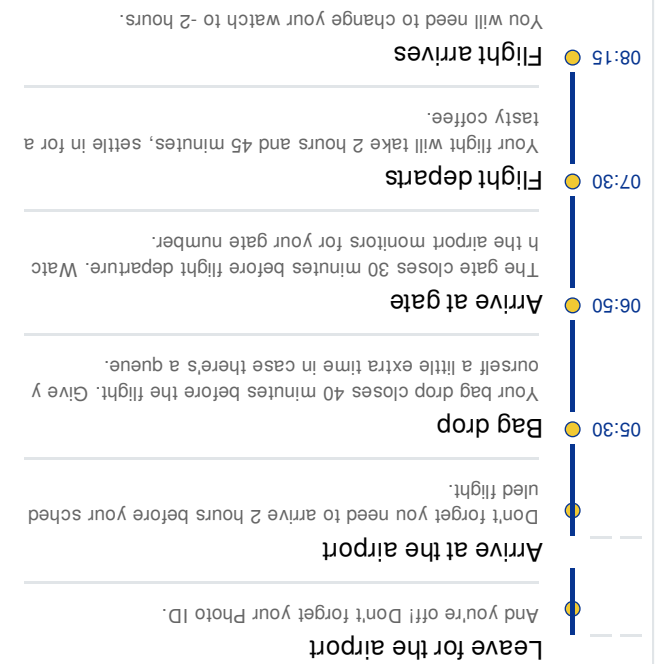 Leave for the airport
And you're off! Don't forget your Photo ID.
Arrive at the airport
Don't forget you need to arrive 2 hours before your sched
uled flight.
05:30
Bag drop
Your bag drop closes 40 minutes before the flight. Give y
ourself a little extra time in case there's a queue.
06:50
Arrive at gate
The gate closes 30 minutes before flight departure. Watc
h the airport monitors for your gate number.
07:30
Flight departs
Your flight will take 2 hours and 45 minutes, settle in for a
tasty coffee.
08:15
Flight arrives
You will need to change your watch to -2 hours.